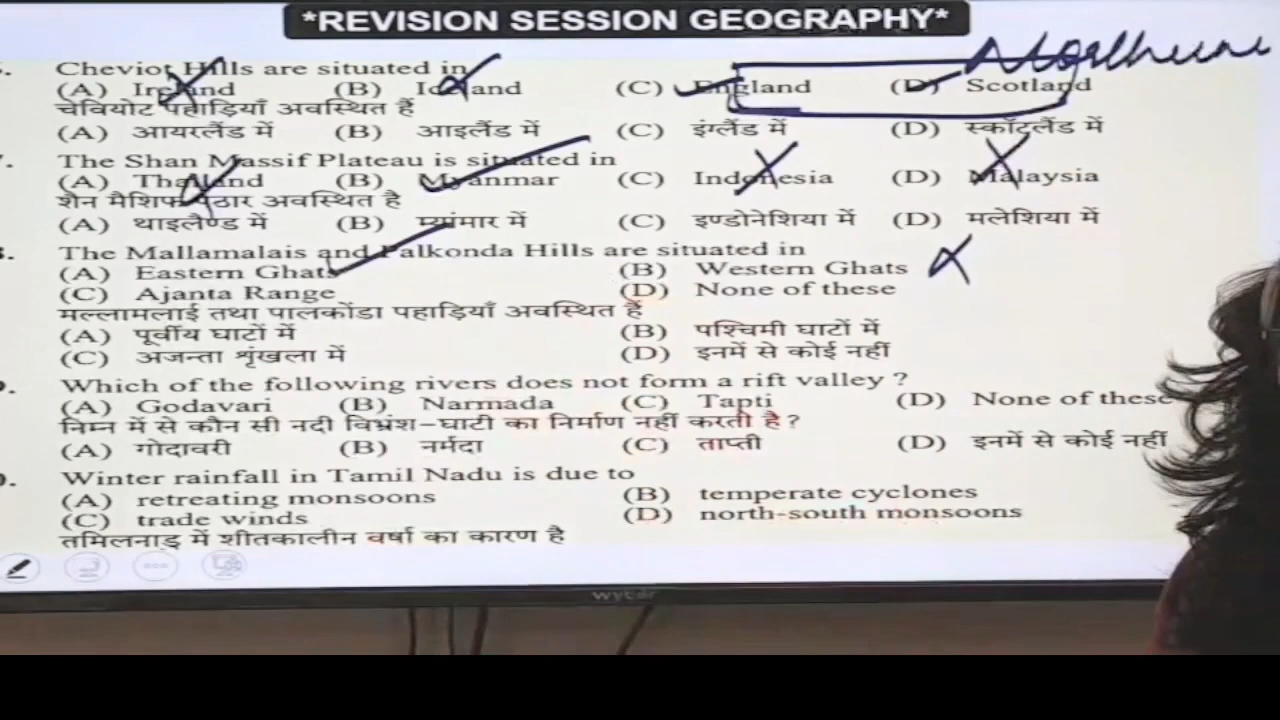 *REVISION SESSION GEOGRAPHY*
Cheviot Hills are situated in
(A) Ireland (B) Iceland (C) England (D) Scotland
चेवियोट पहाड़ियाँ अवस्थित हैं
(A) आयरलैंड में (B) आइलैंड में (C) इंग्लैंड में (D) स्कॉटलैंड में
The Shan Massif Plateau is situated in
(A) Thailand (B) Myanmar (C) Indonesia (D) Malaysia
शैन मैशिफ पठार अवस्थित है
(A) थाइलैण्ड में (B) म्यांमार में (C) इण्डोनेशिया में (D) मलेशिया में
The Mallamalais and Palkonda Hills are situated in
(A) Eastern Ghats (B) Western Ghats
(C) Ajanta Range (D) None of these
मल्लामलाई तथा पालकोंडा पहाड़ियाँ अवस्थित हैं
(A) पूर्वीय घाटों में (B) पश्चिमी घाटों में
(C) अजन्ता शृंखला में (D) इनमें से कोई नहीं
Which of the following rivers does not form a rift valley ?
(A) Godavari (B) Narmada (C) Tapti (D) None of these
निम्न में से कौन सी नदी विभ्रंश-घाटी का निर्माण नहीं करती है ?
(A) गोदावरी (B) नर्मदा (C) ताप्ती (D) इनमें से कोई नहीं
Winter rainfall in Tamil Nadu is due to
(A) retreating monsoons (B) temperate cyclones
(C) trade winds (D) north-south monsoons
तमिलनाडु में शीतकालीन वर्षा का कारण है